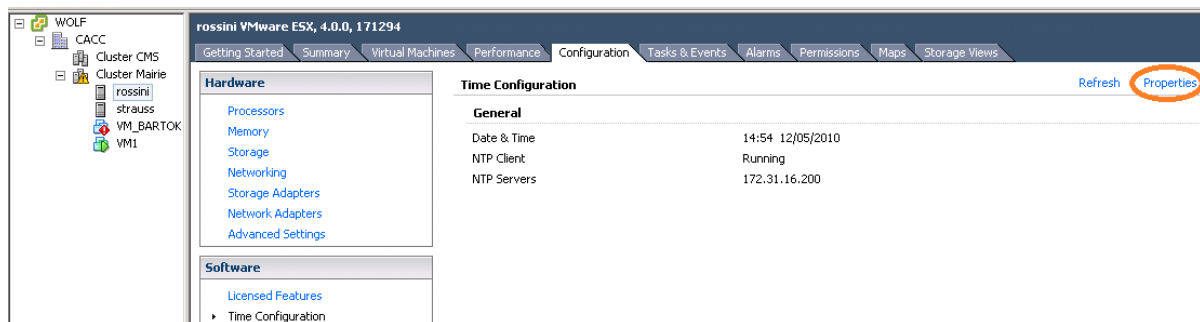 WOLF
CACC
Cluster CMS
Cluster Mairie
rossini
strauss
VM_BARTOK
VM1
rossini VMware ESX, 4.0.0, 171294
Getting Started Summary Virtual Machines Performance Configuration Tasks & Events Alarms Permissions Maps Storage Views
Hardware
Processors
Memory
Storage
Networking
Storage Adapters
Network Adapters
Advanced Settings
Software
Licensed Features
Time Configuration
Time Configuration Refresh Properties
General
Date & Time 14:54 12/05/2010
NTP Client Running
NTP Servers 172.31.16.200